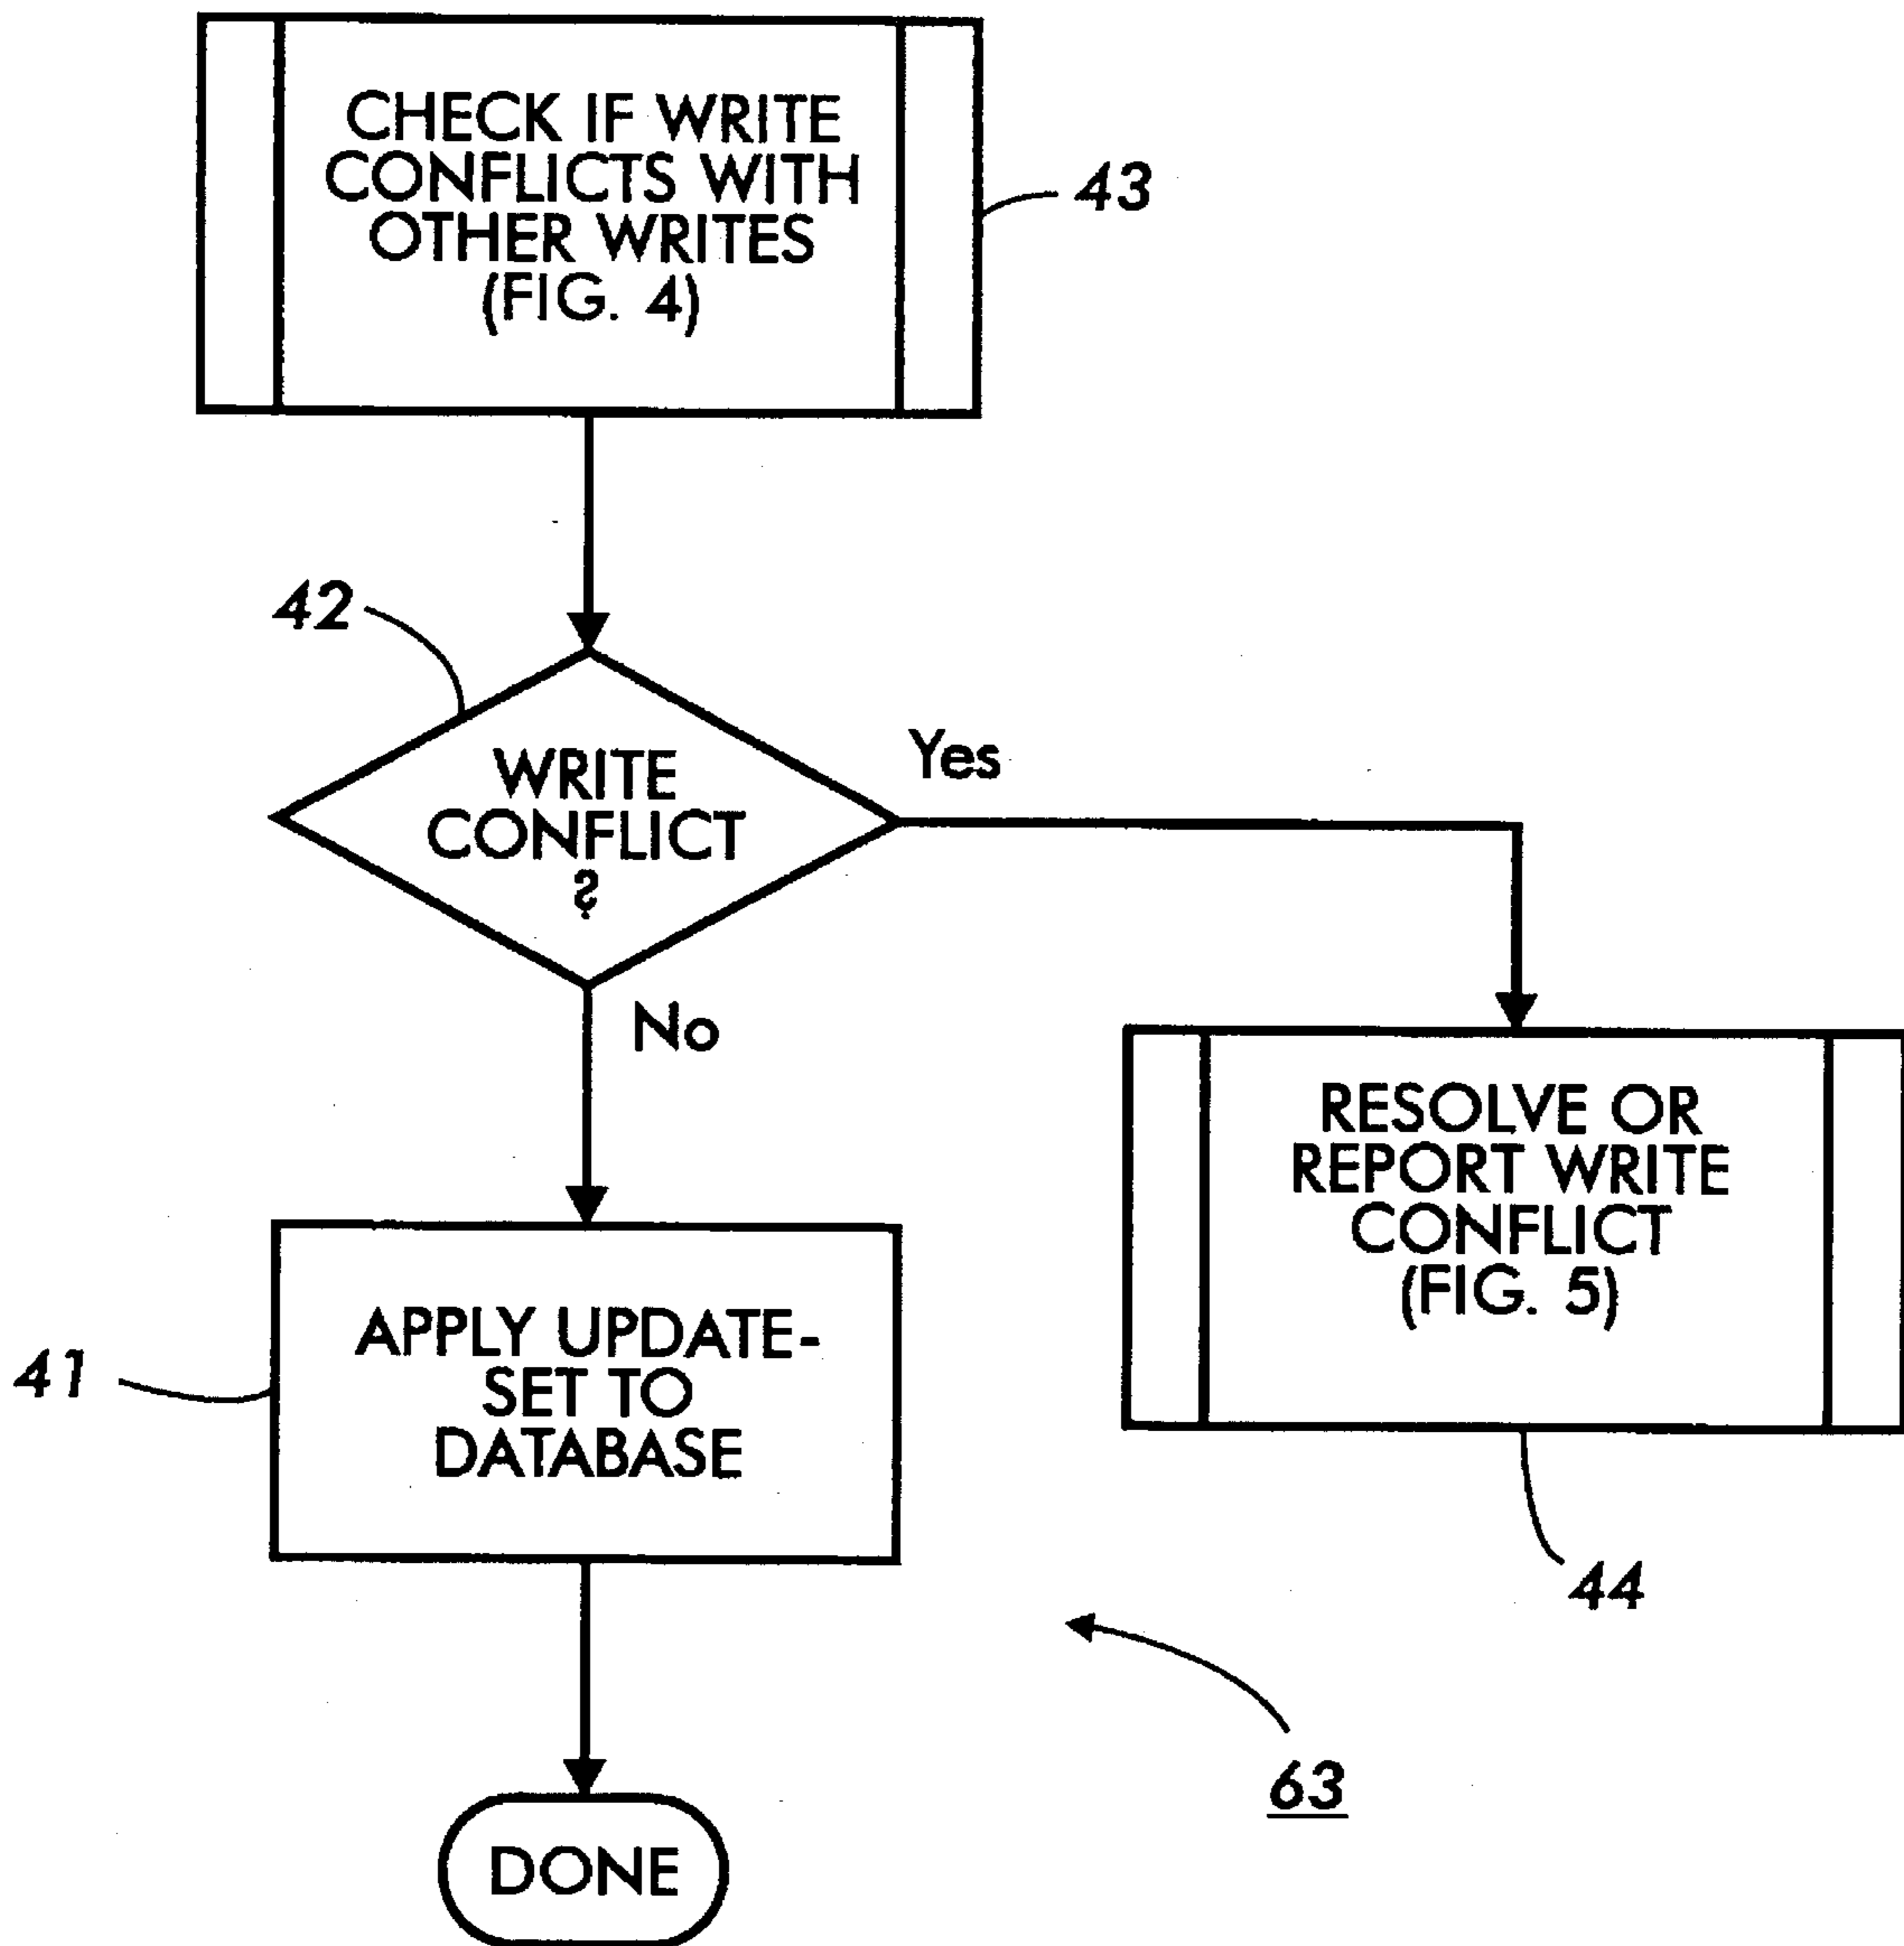 CHECK IF WRITE
CONFLICTS WITH
OTHER WRITES
(FIG. 4)
43
42
WRITE
CONFLICT
?
Yes
No
RESOLVE OR
REPORT WRITE
CONFLICT
(FIG. 5)
44
41
APPLY UPDATE-
SET TO
DATABASE
63
DONE